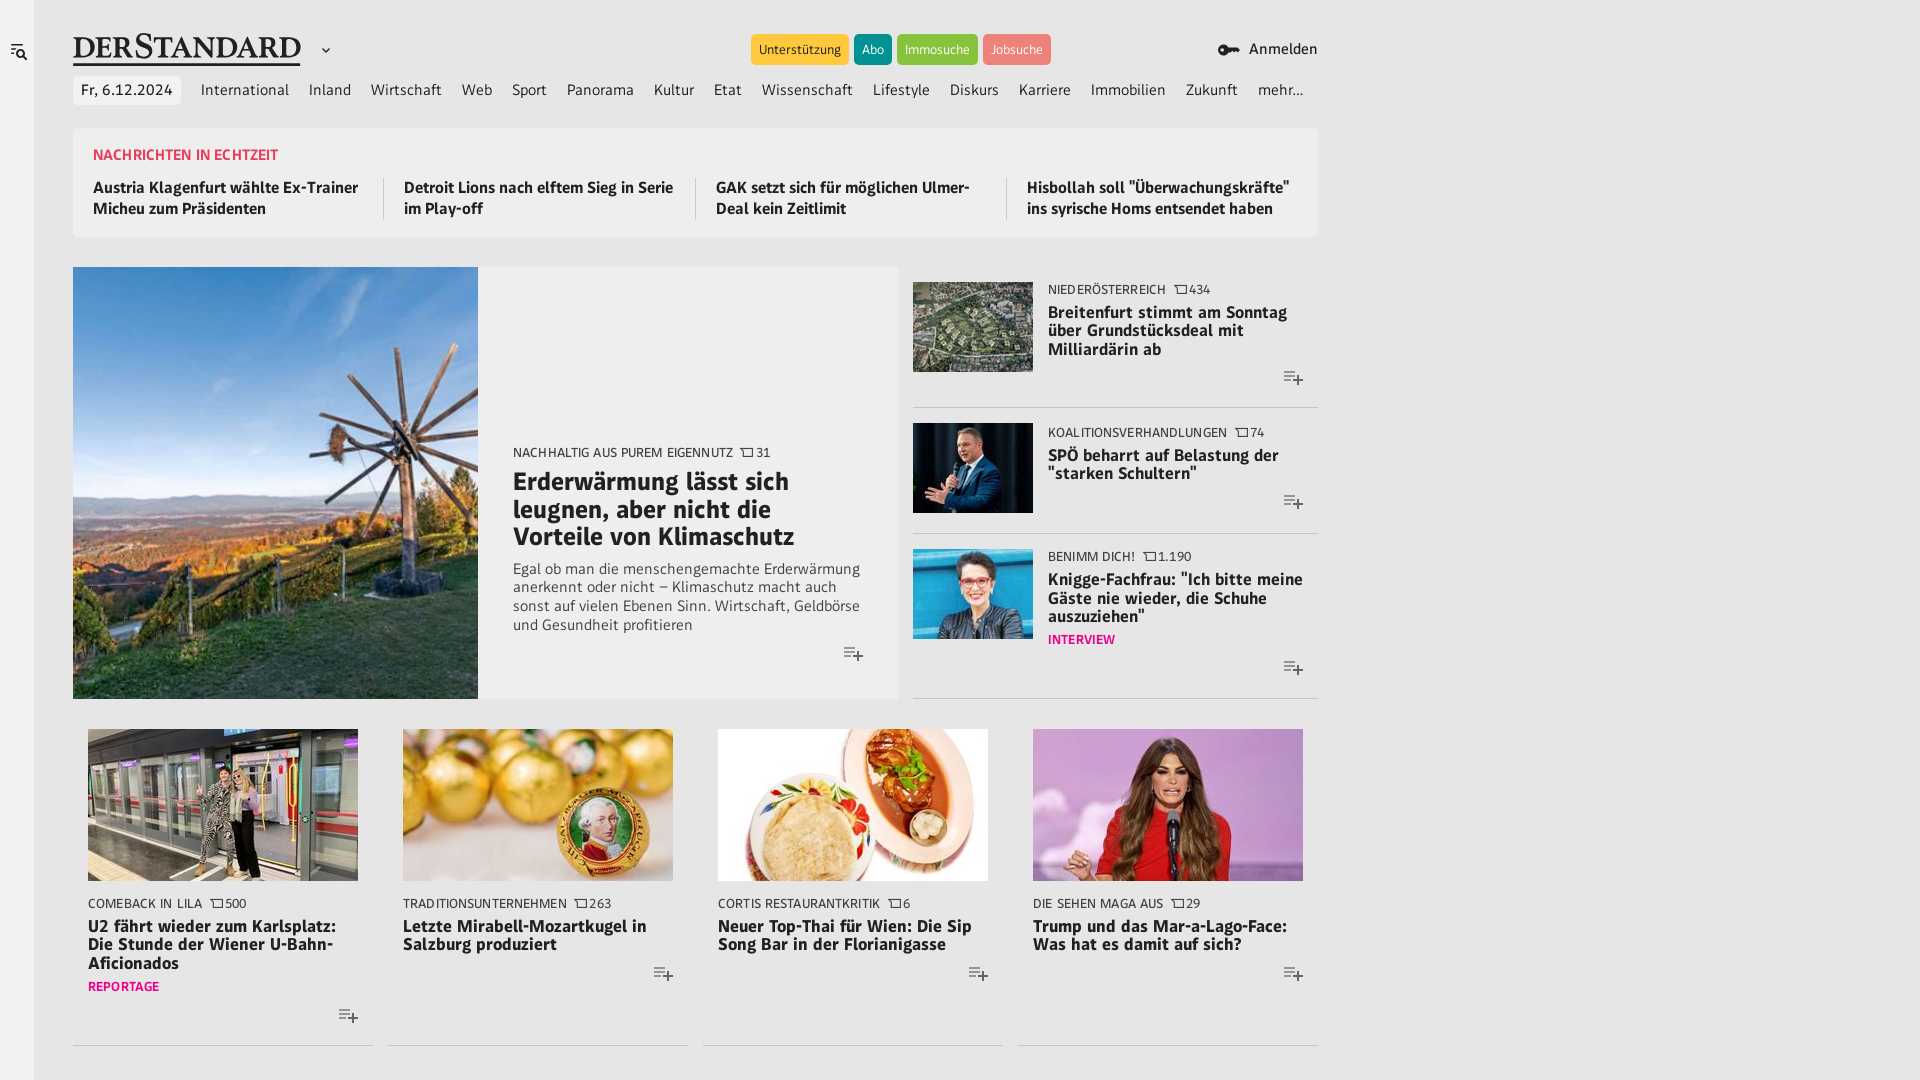 DERSTANDARD
Unterstützung
Abo
Immosuche
Jobsuche
Anmelden
Fr, 6.12.2024
International
Inland
Wirtschaft
Web
Sport
Panorama
Kultur
Etat
Wissenschaft
Lifestyle
Diskurs
Karriere
Immobilien
Zukunft
mehr...
NACHRICHTEN IN ECHTZEIT
Austria Klagenfurt wählte Ex-Trainer
Micheu zum Präsidenten
Detroit Lions nach elftem Sieg in Serie
im Play-off
GAK setzt sich für möglichen Ulmer-
Deal kein Zeitlimit
Hisbollah soll "Überwachungskräfte"
ins syrische Homs entsendet haben
NACHHALTIG AUS PUREM EIGENNUTZ 31
Erderwärmung lässt sich
leugnen, aber nicht die
Vorteile von Klimaschutz
Egal ob man die menschengemachte Erderwärmung
anerkennt oder nicht – Klimaschutz macht auch
sonst auf vielen Ebenen Sinn. Wirtschaft, Geldbörse
und Gesundheit profitieren
NIEDERÖSTERREICH 434
Breitenfurt stimmt am Sonntag
über Grundstücksdeal mit
Milliardärin ab
KOALITIONSVERHANDLUNGEN 74
SPÖ beharrt auf Belastung der
"starken Schultern"
BENIMM DICH! 1.190
Knigge-Fachfrau: "Ich bitte meine
Gäste nie wieder, die Schuhe
auszuziehen"
INTERVIEW
COMEBACK IN LILA 500
U2 fährt wieder zum Karlsplatz:
Die Stunde der Wiener U-Bahn-
Aficionados
REPORTAGE
TRADITIONSUNTERNEHMEN 263
Letzte Mirabell-Mozartkugel in
Salzburg produziert
CORTIS RESTAURANTKRITIK 6
Neuer Top-Thai für Wien: Die Sip
Song Bar in der Florianigasse
DIE SEHEN MAGA AUS 29
Trump und das Mar-a-Lago-Face:
Was hat es damit auf sich?